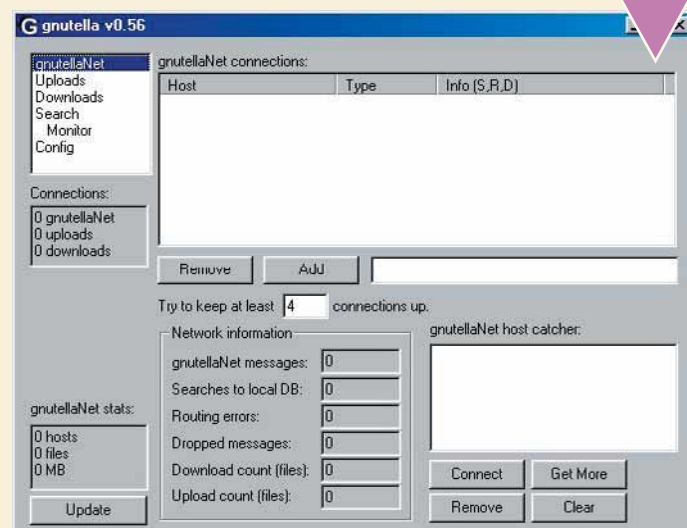 G gnutella v0.56
gnutellaNet
Uploads
Downloads
Search
Monitor
Config
Connections:
0 gnutellaNet
0 uploads
0 downloads
gnutellaNet stats:
0 hosts
0 files
0 MB
Update
gnutellaNet connections:
Host Type Info (S,R,D)
Remove Add
Try to keep at least 4 connections up.
Network information
gnutellaNet messages: 0
Searches to local DB: 0
Routing errors: 0
Dropped messages: 0
Download count (files): 0
Upload count (files): 0
gnutellaNet host catcher:
Connect Get More
Remove Clear